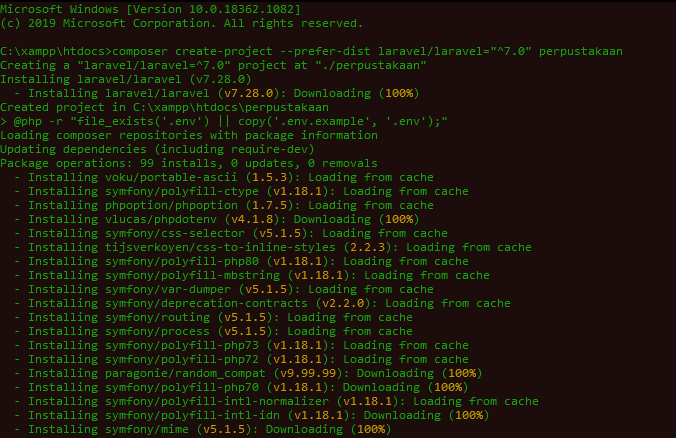 Microsoft Windows [Version 10.0.18362.1082]
(c) 2019 Microsoft Corporation. All rights reserved.
C:\xampp\htdocs>composer create-project --prefer-dist laravel/laravel="^7.0" perpustakaan
Creating a "laravel/laravel=^7.0" project at "./perpustakaan"
Installing laravel/laravel (v7.28.0)
  - Installing laravel/laravel (v7.28.0): Downloading (100%)
Created project in C:\xampp\htdocs\perpustakaan
> @php -r "file_exists('.env') || copy('.env.example', '.env');"
Loading composer repositories with package information
Updating dependencies (including require-dev)
Package operations: 99 installs, 0 updates, 0 removals
  - Installing voku/portable-ascii (1.5.3): Loading from cache
  - Installing symfony/polyfill-ctype (v1.18.1): Loading from cache
  - Installing phpoption/phpoption (1.7.5): Loading from cache
  - Installing vlucas/phpdotenv (v4.1.8): Downloading (100%)
  - Installing symfony/css-selector (v5.1.5): Loading from cache
  - Installing tijsverkoyen/css-to-inline-styles (2.2.3): Loading from cache
  - Installing symfony/polyfill-php80 (v1.18.1): Loading from cache
  - Installing symfony/polyfill-mbstring (v1.18.1): Loading from cache
  - Installing symfony/var-dumper (v5.1.5): Loading from cache
  - Installing symfony/deprecation-contracts (v2.2.0): Loading from cache
  - Installing symfony/routing (v5.1.5): Loading from cache
  - Installing symfony/process (v5.1.5): Loading from cache
  - Installing symfony/polyfill-php73 (v1.18.1): Loading from cache
  - Installing symfony/polyfill-php72 (v1.18.1): Loading from cache
  - Installing paragonie/random_compat (v9.99.99): Downloading (100%)
  - Installing symfony/polyfill-php70 (v1.18.1): Downloading (100%)
  - Installing symfony/polyfill-intl-normalizer (v1.18.1): Loading from cache
  - Installing symfony/polyfill-intl-idn (v1.18.1): Downloading (100%)
  - Installing symfony/mime (v5.1.5): Downloading (100%)